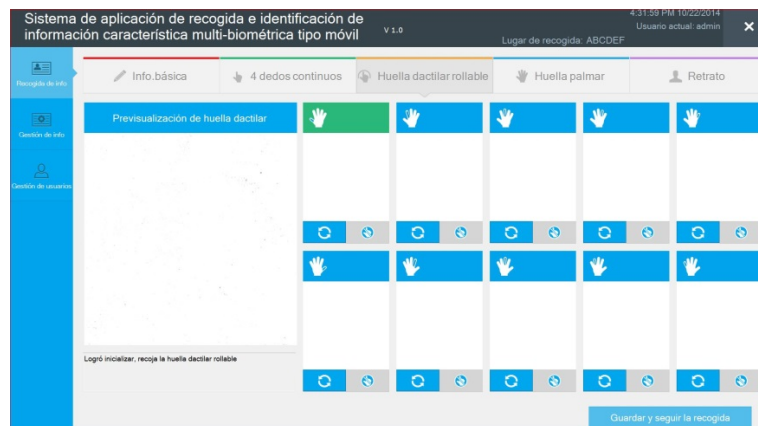 Sistema de aplicación de recogida e identificación de
información característica multi-biométrica tipo móvil
V 1.0
Lugar de recogida: ABCDEF
4:31:59 PM 10/22/2014
Usuario actual: admin
Recogida de info
Gestión de info
Gestión de usuarios
Info.básica
4 dedos continuos
Huella dactilar rollable
Huella palmar
Retrato
Previsualización de huella dactilar
Logró inicializar, recoja la huella dactilar rollable
Guardar y seguir la recogida